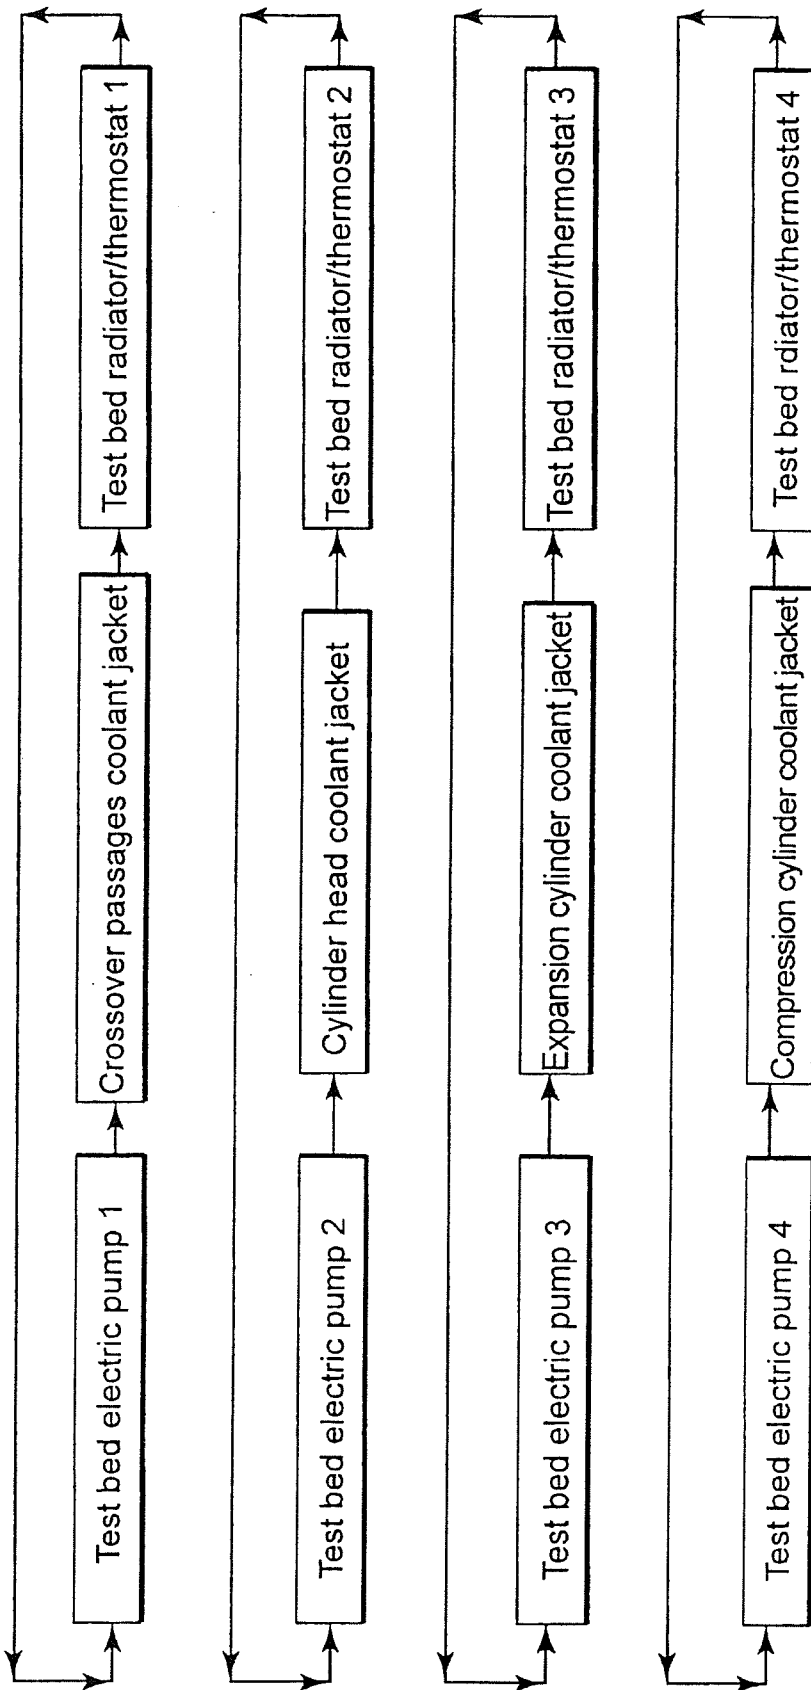 Test bed electric pump 1
Crossover passages coolant jacket
Test bed radiator/thermostat 1
Test bed electric pump 2
Cylinder head coolant jacket
Test bed radiator/thermostat 2
Test bed electric pump 3
Expansion cylinder coolant jacket
Test bed radiator/thermostat 3
Test bed electric pump 4
Compression cylinder coolant jacket
Test bed rdiator/thermostat 4